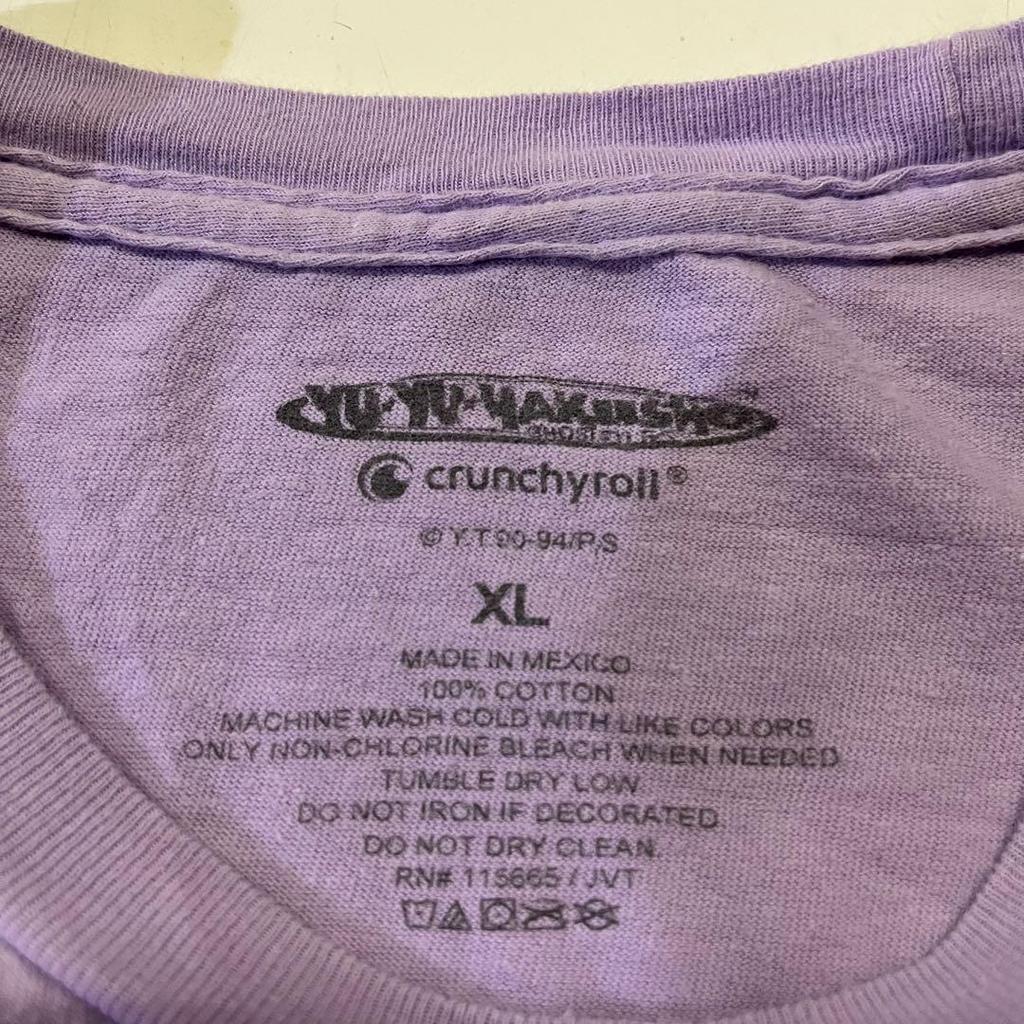 YU·YU·HAKUSHO
GHOST FILES
crunchyroll®
© Y.T 90-94/P,S
XL
MADE IN MEXICO
100% COTTON
MACHINE WASH COLD WITH LIKE COLORS
ONLY NON-CHLORINE BLEACH WHEN NEEDED
TUMBLE DRY LOW
DO NOT IRON IF DECORATED
DO NOT DRY CLEAN.
RN# 115665 / JVT